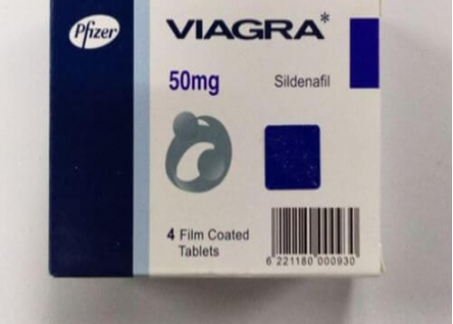 Pfizer
VIAGRA*
50mg
Sildenafil
4 Film Coated
Tablets
6 221180 000930